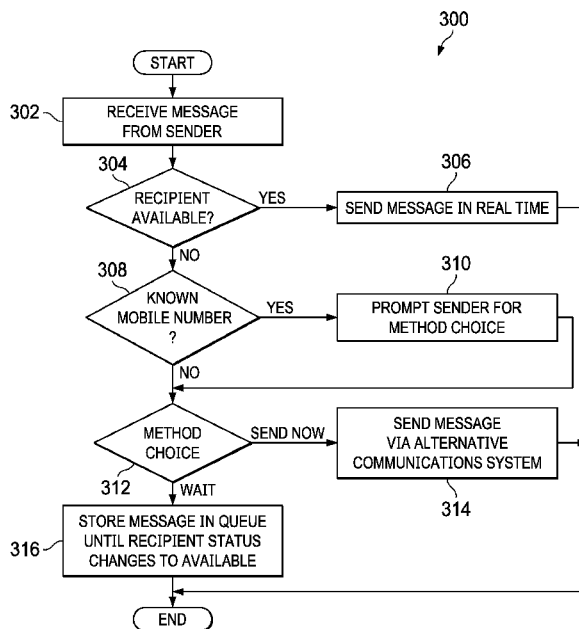 300
START
302
RECEIVE MESSAGE
FROM SENDER
304
RECIPIENT
AVAILABLE?
YES
306
SEND MESSAGE IN REAL TIME
NO
308
KNOWN
MOBILE NUMBER
?
YES
310
PROMPT SENDER FOR
METHOD CHOICE
NO
METHOD
CHOICE
312
SEND NOW
SEND MESSAGE
VIA ALTERNATIVE
COMMUNICATIONS SYSTEM
314
WAIT
316
STORE MESSAGE IN QUEUE
UNTIL RECIPIENT STATUS
CHANGES TO AVAILABLE
END